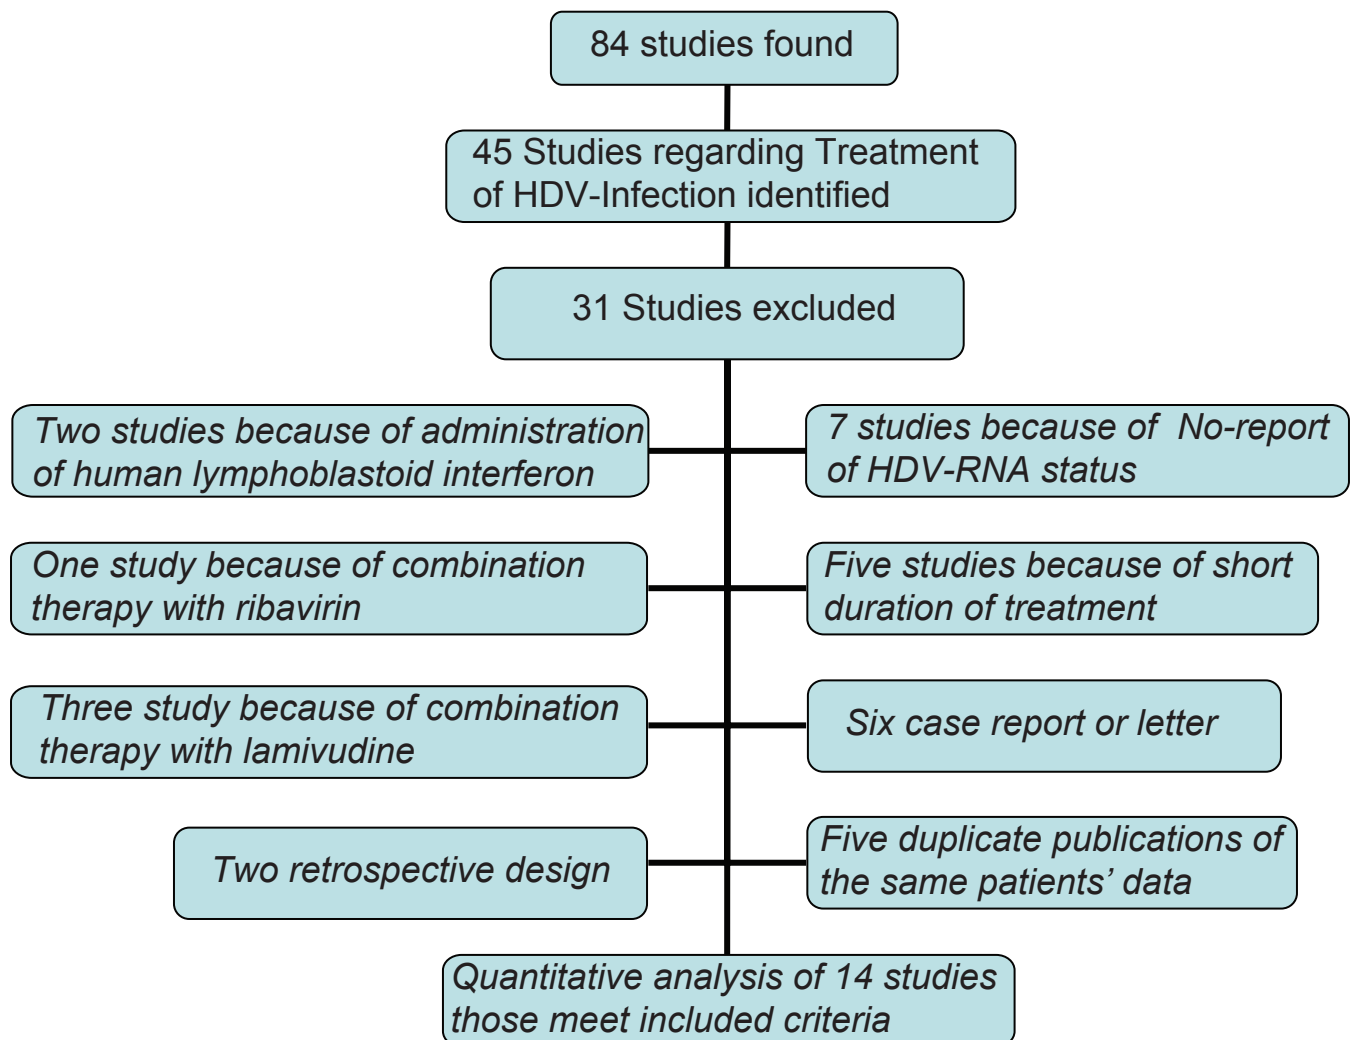 84 studies found
45 Studies regarding Treatment
of HDV-Infection identified
31 Studies excluded
Two studies because of administration
of human lymphoblastoid interferon
7 studies because of No-report
of HDV-RNA status
One study because of combination
therapy with ribavirin
Five studies because of short
duration of treatment
Three study because of combination
therapy with lamivudine
Six case report or letter
Two retrospective design
Five duplicate publications of
the same patients’ data
Quantitative analysis of 14 studies
those meet included criteria